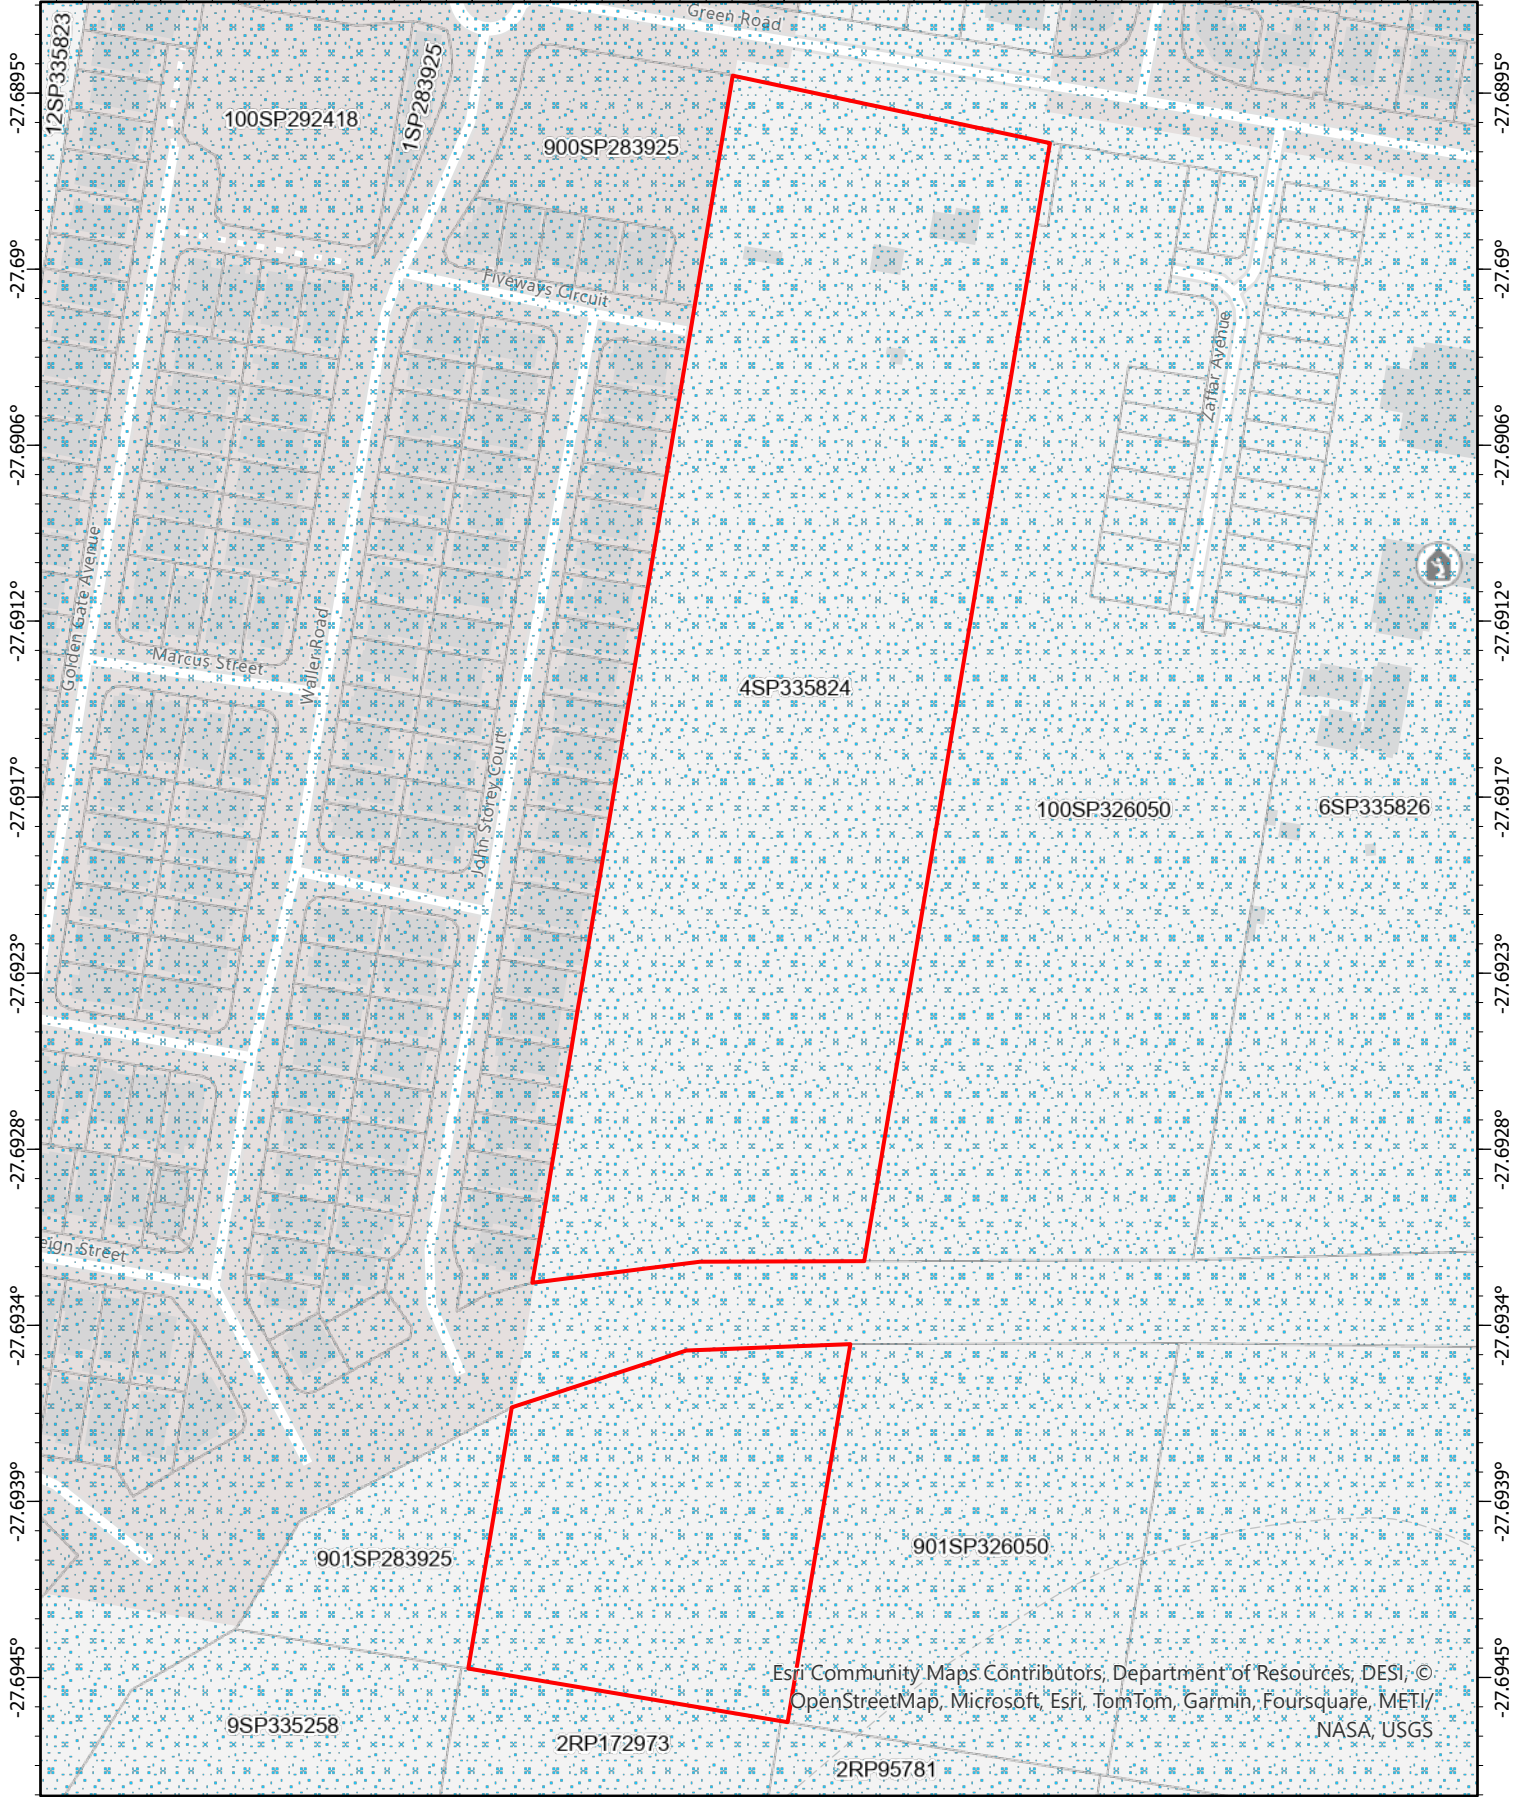 Green Road
12SP335823
1SP283925
100SP292418
900SP283925
-27.6895°
-27.6895°
-27.69°
-27.69°
Fiveways Circuit
Zaffar Avenue
-27.6906°
-27.6906°
Golden Gate Avenue
-27.6912°
-27.6912°
Marcus Street
Waller Road
4SP335824
John Storey Court
-27.6917°
-27.6917°
100SP326050
6SP335826
-27.6923°
-27.6923°
-27.6928°
-27.6928°
eign Street
-27.6934°
-27.6934°
-27.6939°
-27.6939°
901SP283925
901SP326050
-27.6945°
-27.6945°
Esri Community Maps Contributors, Department of Resources, DESI, ©
OpenStreetMap, Microsoft, Esri, TomTom, Garmin, Foursquare, METI/
NASA, USGS
9SP335258
2RP172973
2RP95781